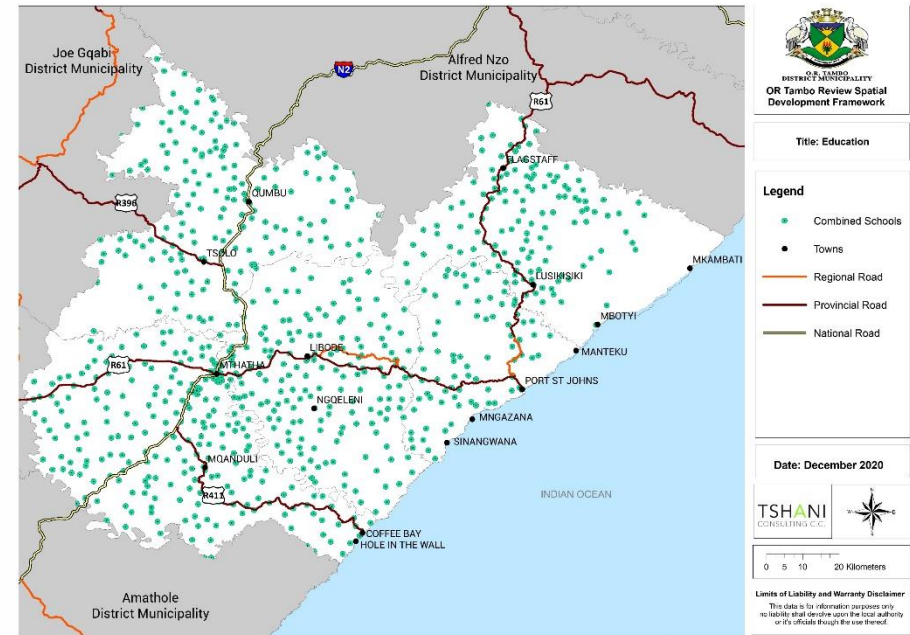 Joe Gqabi
District Municipality
Alfred Nzo
District Municipality
N2
R61
FLAGSTAFF
QUMBU
R396
TSOLO
MKAMBATI
LUSIKISIKI
MBOTYI
LIBODE
MANTEKU
R61
MTHATHA
PORT ST JOHNS
NGQELENI
MNGAZANA
SINANGWANA
MQANDULI
R411
INDIAN OCEAN
COFFEE BAY
HOLE IN THE WALL
Amathole
District Municipality
O.R. TAMBO
DISTRICT MUNICIPALITY
OR Tambo Review Spatial
Development Framework
Title: Education
Legend
Combined Schools
Towns
Regional Road
Provincial Road
National Road
Date: December 2020
TSHANI
CONSULTING C.C.
0 5 10 20 Kilometers
Limits of Liability and Warranty Disclaimer
This data is for information purposes only
no liability shall devolve upon the local authority
or it's officials though the use thereof.